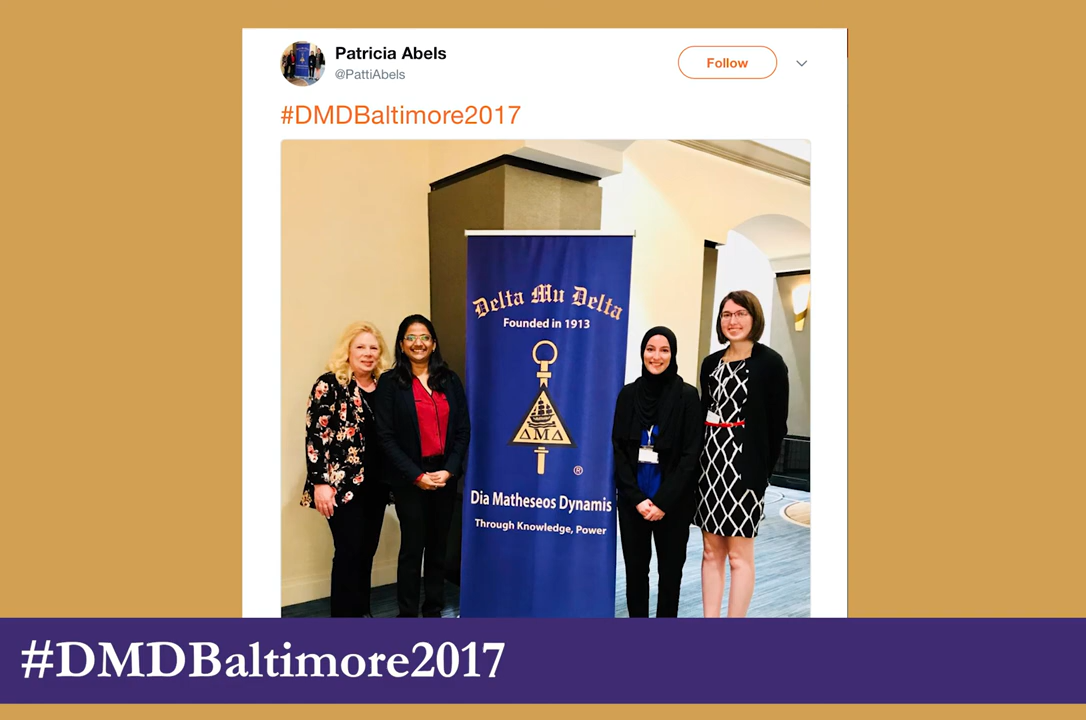 Patricia Abels
@PattiAbels
Follow
#DMDBaltimore2017
Delta Mu Delta
Founded in 1913
ΔΜΔ
®
Dia Matheseos Dynamis
Through Knowledge, Power
#DMDBaltimore2017